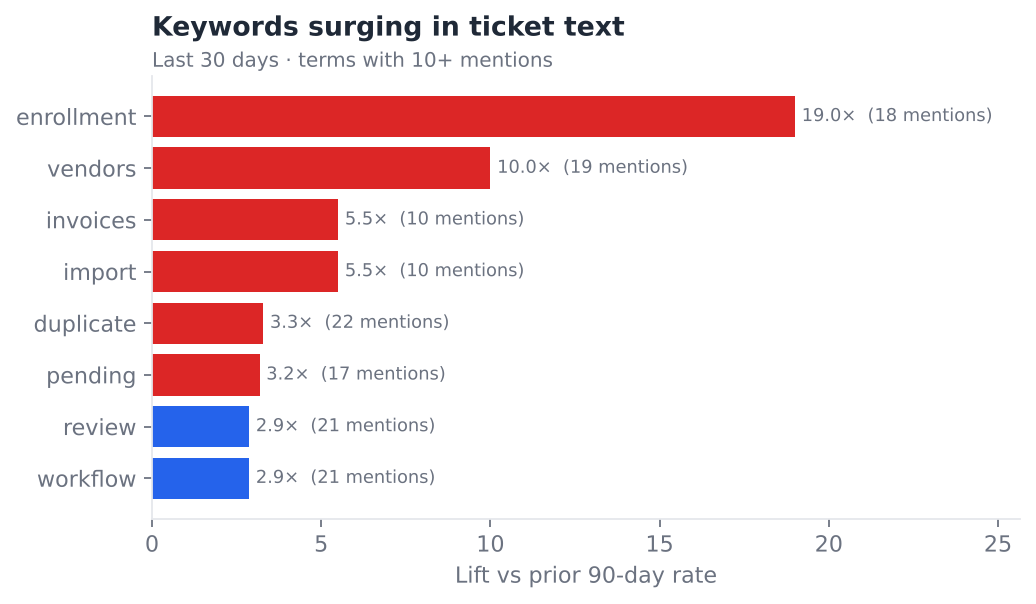 Keywords surging in ticket text
Last 30 days · terms with 10+ mentions
enrollment 19.0× (18 mentions)
vendors 10.0× (19 mentions)
invoices 5.5× (10 mentions)
import 5.5× (10 mentions)
duplicate 3.3× (22 mentions)
pending 3.2× (17 mentions)
review 2.9× (21 mentions)
workflow 2.9× (21 mentions)
0 5 10 15 20 25
Lift vs prior 90-day rate